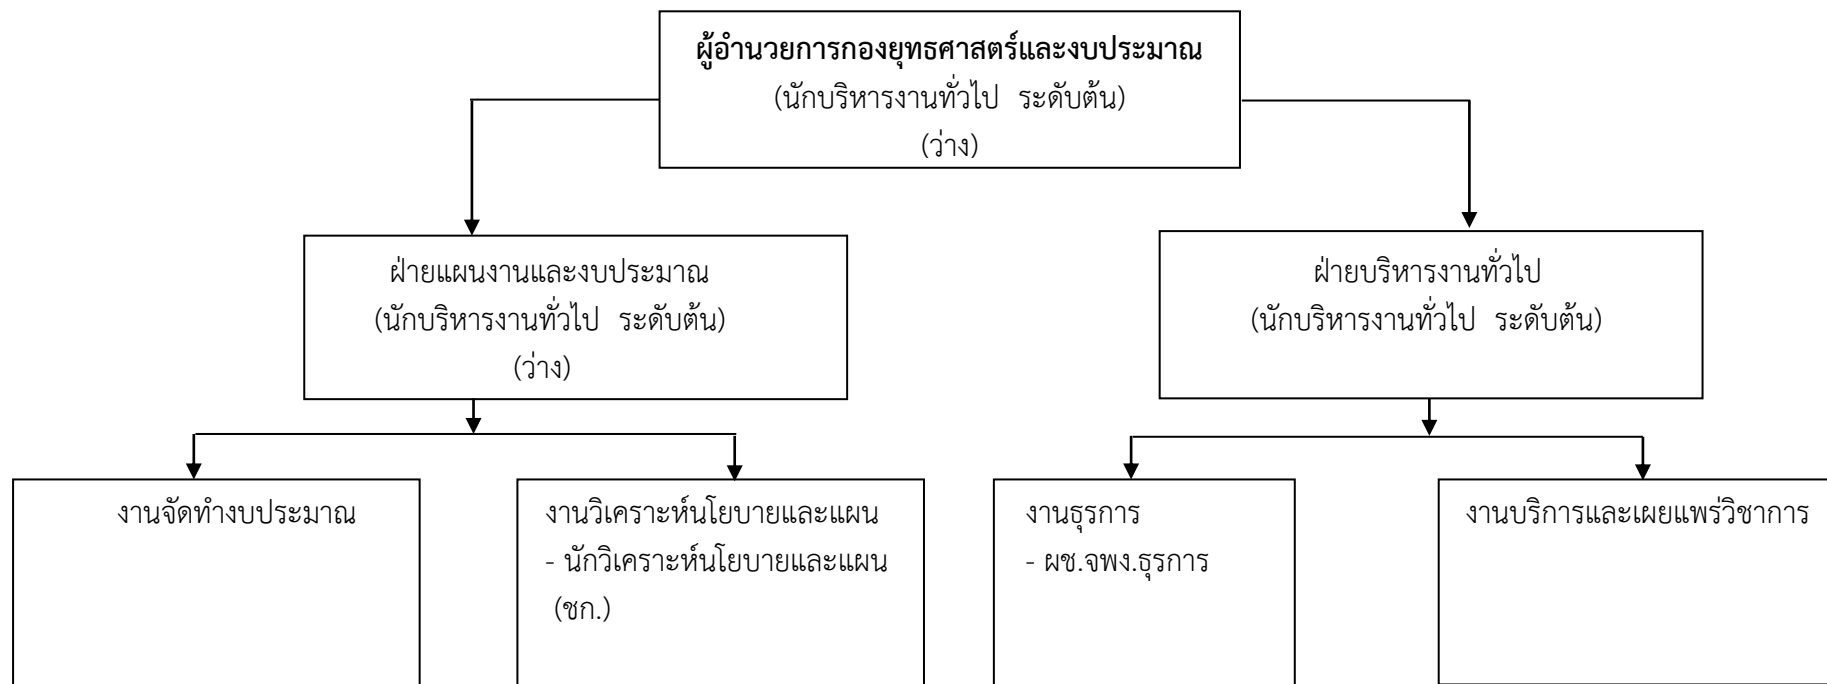 ผู้อำนวยการกองยุทธศาสตร์และงบประมาณ
(นักบริหารงานทั่วไป ระดับต้น)
(ว่าง)
ฝ่ายแผนงานและงบประมาณ
(นักบริหารงานทั่วไป ระดับต้น)
(ว่าง)
ฝ่ายบริหารงานทั่วไป
(นักบริหารงานทั่วไป ระดับต้น)
งานจัดทำงบประมาณ
งานวิเคราะห์นโยบายและแผน
- นักวิเคราะห์นโยบายและแผน
(ชก.)
งานธุรการ
- ผช.จพง.ธุรการ
งานบริการและเผยแพร่วิชาการ